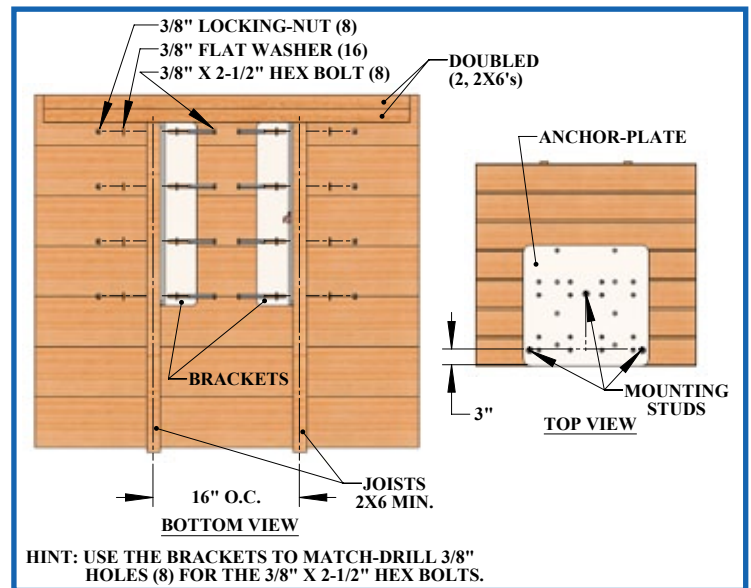 3/8" LOCKING-NUT (8)
3/8" FLAT WASHER (16)
3/8" X 2-1/2" HEX BOLT (8)
DOUBLED
(2, 2X6's)
ANCHOR-PLATE
BRACKETS
MOUNTING
STUDS
3"
TOP VIEW
JOISTS
2X6 MIN.
16" O.C.
BOTTOM VIEW
HINT: USE THE BRACKETS TO MATCH-DRILL 3/8"
HOLES (8) FOR THE 3/8" X 2-1/2" HEX BOLTS.